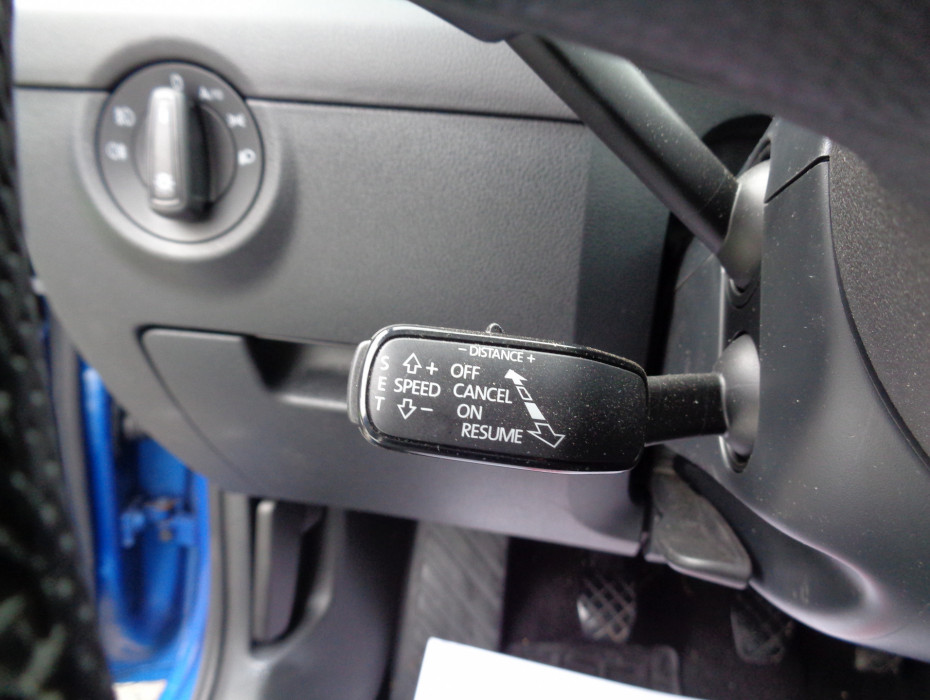 - DISTANCE +
S + OFF
E SPEED CANCEL
T - ON
RESUME